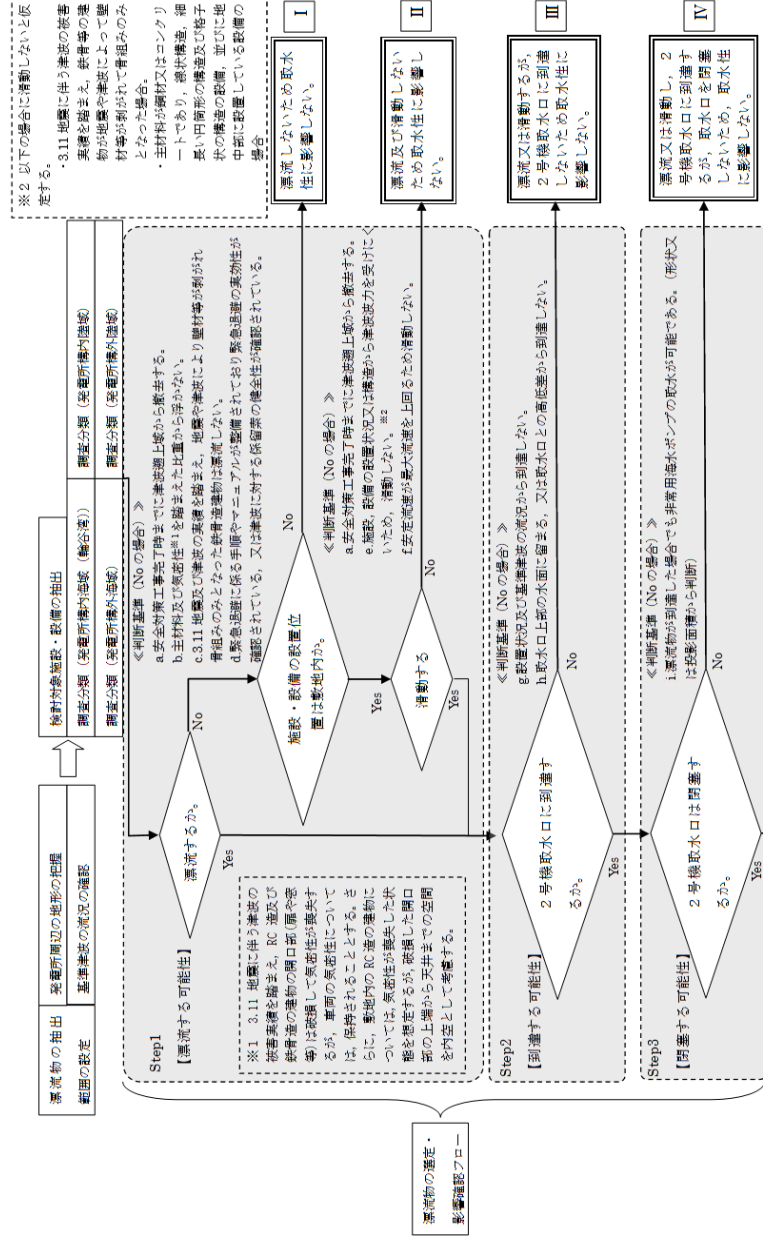 漂流物の抽出
範囲の設定
発電所周辺の地形の把握
基準津波の流況の確認
検討対象施設・設備の抽出
調査分類(発電所構内海域(輪谷湾))
調査分類(発電所構内陸域)
調査分類(発電所構外海域)
調査分類(発電所構外陸域)
※2 以下の場合に滑動しないと仮
定する。
・3.11地震に伴う津波の被害
実績を踏まえ,鉄骨等の建
物が地震や津波によって壁
材等が剥がれて骨組みのみ
となった場合。
・主材料が鋼材又はコンクリ
ートであり,線状構造,細
長い円筒形の構造及び格子
状の構造の設備,並びに地
中部に設置している設備の
場合
漂流物の選定・
影響確認フロー
Step1
【漂流する可能性】
漂流するか。
No
Yes
≪判断基準(Noの場合)≫
a.安全対策工事完了時までに津波遡上域から撤去する。
b.主材料及び気密性※1を踏まえた比重から浮かない。
c.3.11地震及び津波の実績を踏まえ,地震や津波により壁材等が剥がれ
骨組みのみとなった鉄骨造建物は漂流しない。
d.緊急退避に係る手順やマニュアルが整備されており緊急退避の実効性が
確認されている,又は津波に対する係留索の健全性が確認されている。
※1 3.11地震に伴う津波の
被害実績を踏まえ,RC造及び
鉄骨造の建物の開口部(扉や窓
等)は破損して気密性が喪失す
るが,車両の気密性について
は,保持されることとする。さ
らに,敷地内のRC造の建物に
ついては,気密性が喪失した状
態を想定するが,破損した開口
部の上端から天井までの空間
を内空として考慮する。
施設・設備の設置位
置は敷地内か。
No
Yes
漂流しないため取水
性に影響しない。
Ⅰ
≪判断基準(Noの場合)≫
a.安全対策工事完了時までに津波遡上域から撤去する。
e.施設,設備の設置状況又は構造から津波波力を受けにく
いため,滑動しない。※2
f.安定流速が最大流速を上回るため滑動しない。
滑動する
No
Yes
漂流及び滑動しない
ため取水性に影響し
ない。
Ⅱ
Step2
【到達する可能性】
2号機取水口に到達す
るか。
No
Yes
≪判断基準(Noの場合)≫
g.設置状況及び基準津波の流況から到達しない。
h.取水口上部の水面に留まる,又は取水口との高低差から到達しない。
漂流又は滑動するが,
2号機取水口に到達
しないため取水性に
影響しない。
Ⅲ
Step3
【閉塞する可能性】
2号機取水口は閉塞す
るか。
No
Yes
≪判断基準(Noの場合)≫
i.漂流物が到達した場合でも非常用海水ポンプの取水が可能である。(形状又
は投影面積から判断)
漂流又は滑動し,2
号機取水口に到達す
るが,取水口を閉塞
しないため,取水性
に影響しない。
Ⅳ